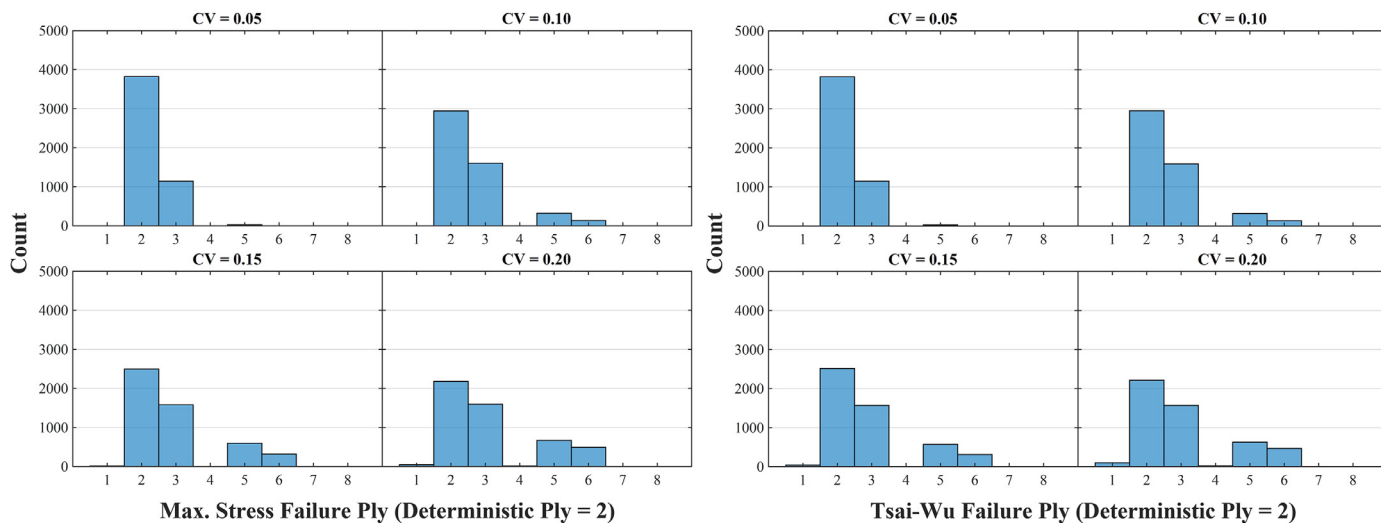 CV = 0.05 CV = 0.10
5000
4000
3000
2000
1000
0
1 2 3 4 5 6 7 8 1 2 3 4 5 6 7 8
Count
CV = 0.15 CV = 0.20
5000
4000
3000
2000
1000
0
1 2 3 4 5 6 7 8 1 2 3 4 5 6 7 8
Max. Stress Failure Ply (Deterministic Ply = 2)
CV = 0.05 CV = 0.10
5000
4000
3000
2000
1000
0
1 2 3 4 5 6 7 8 1 2 3 4 5 6 7 8
Count
CV = 0.15 CV = 0.20
5000
4000
3000
2000
1000
0
1 2 3 4 5 6 7 8 1 2 3 4 5 6 7 8
Tsai-Wu Failure Ply (Deterministic Ply = 2)